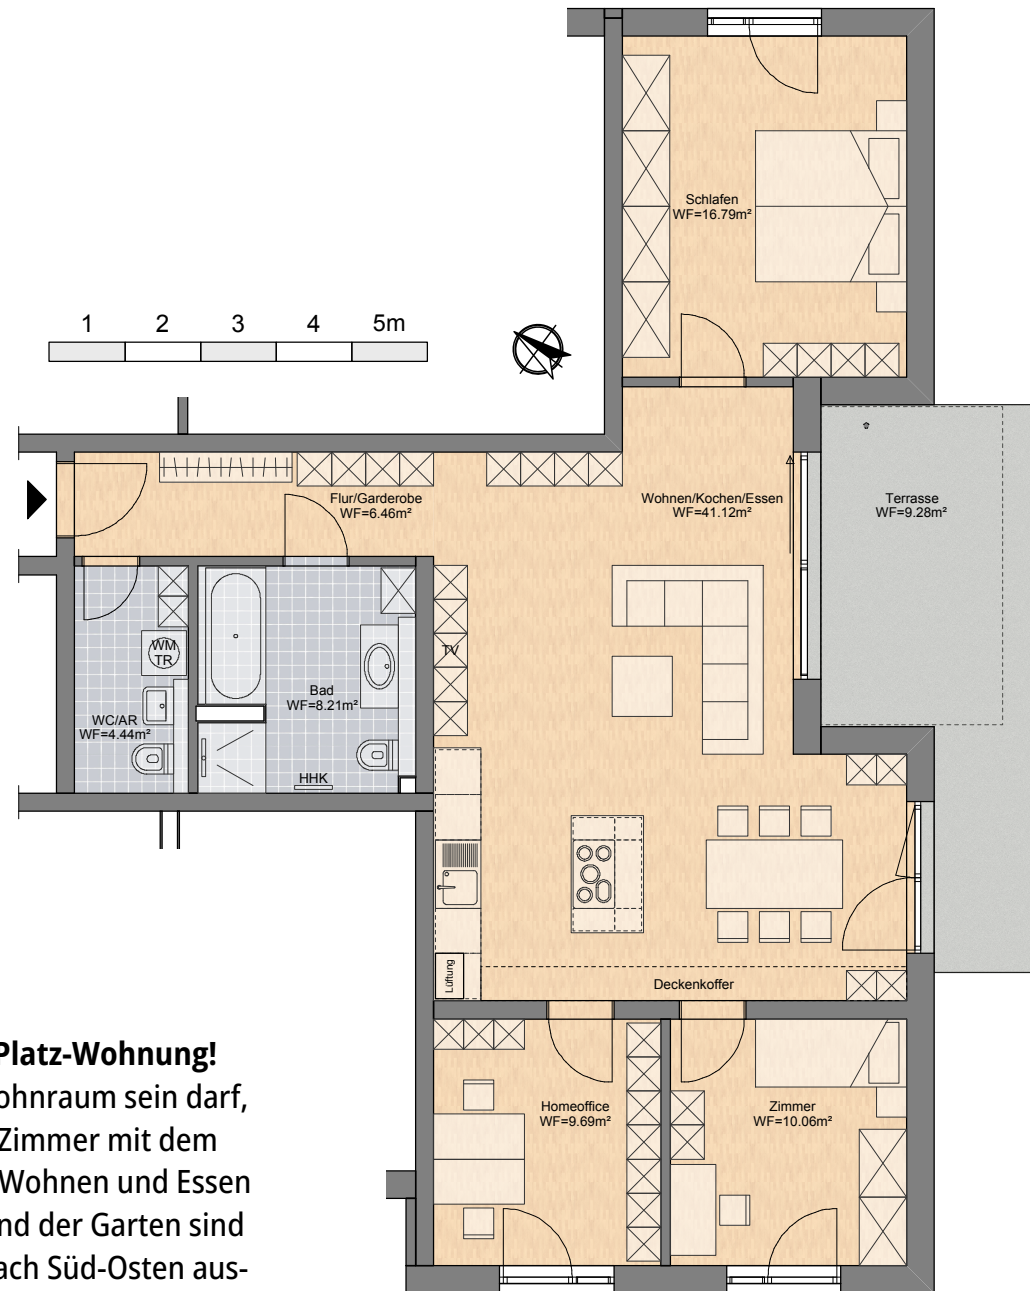 Schlafen
WF=16.79m²
1 2 3 4 5m
Flur/Garderobe
WF=6.46m²
Wohnen/Kochen/Essen
WF=41.12m²
Terrasse
WF=9.28m²
WM
TR
TV
Bad
WF=8.21m²
WC/AR
WF=4.44m²
HHK
Lüftung
Deckenkoffer
Homeoffice
WF=9.69m²
Zimmer
WF=10.06m²
Platz-Wohnung!
ohnraum sein darf,
Zimmer mit dem
Wohnen und Essen
nd der Garten sind
ach Süd-Osten aus-